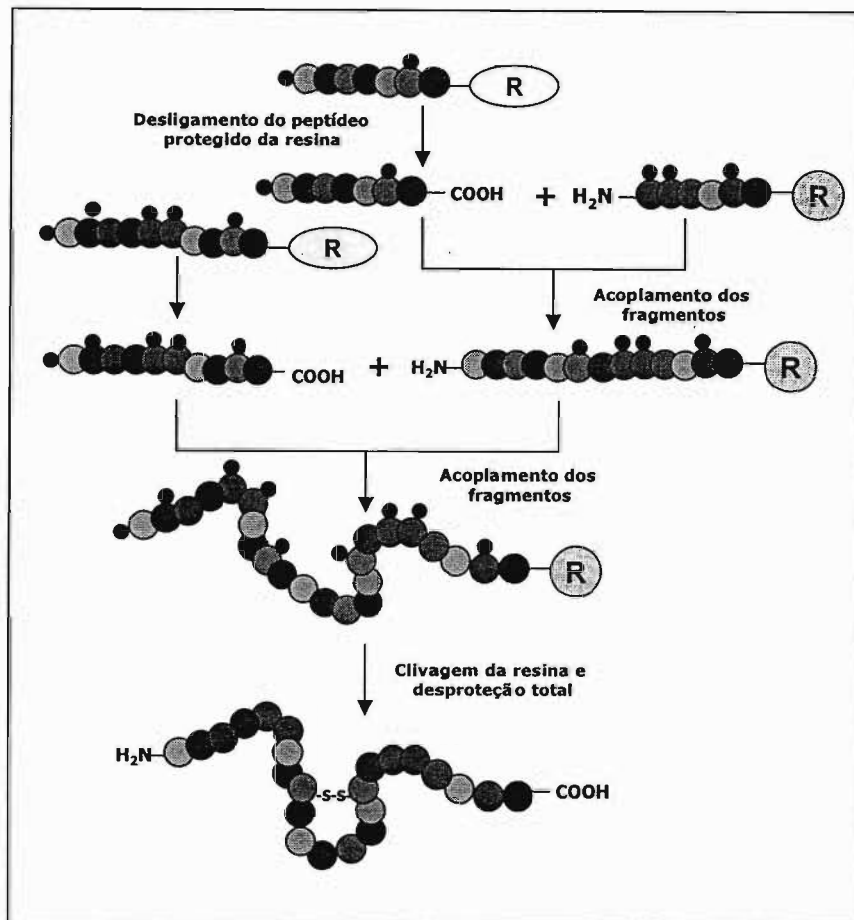 R
Desligamento do peptídeo
protegido da resina
COOH + H₂N R
R
Acoplamento dos
fragmentos
COOH + H₂N R
Acoplamento dos
fragmentos
R
Clivagem da resina e
desproteção total
H₂N
-S-S-
COOH